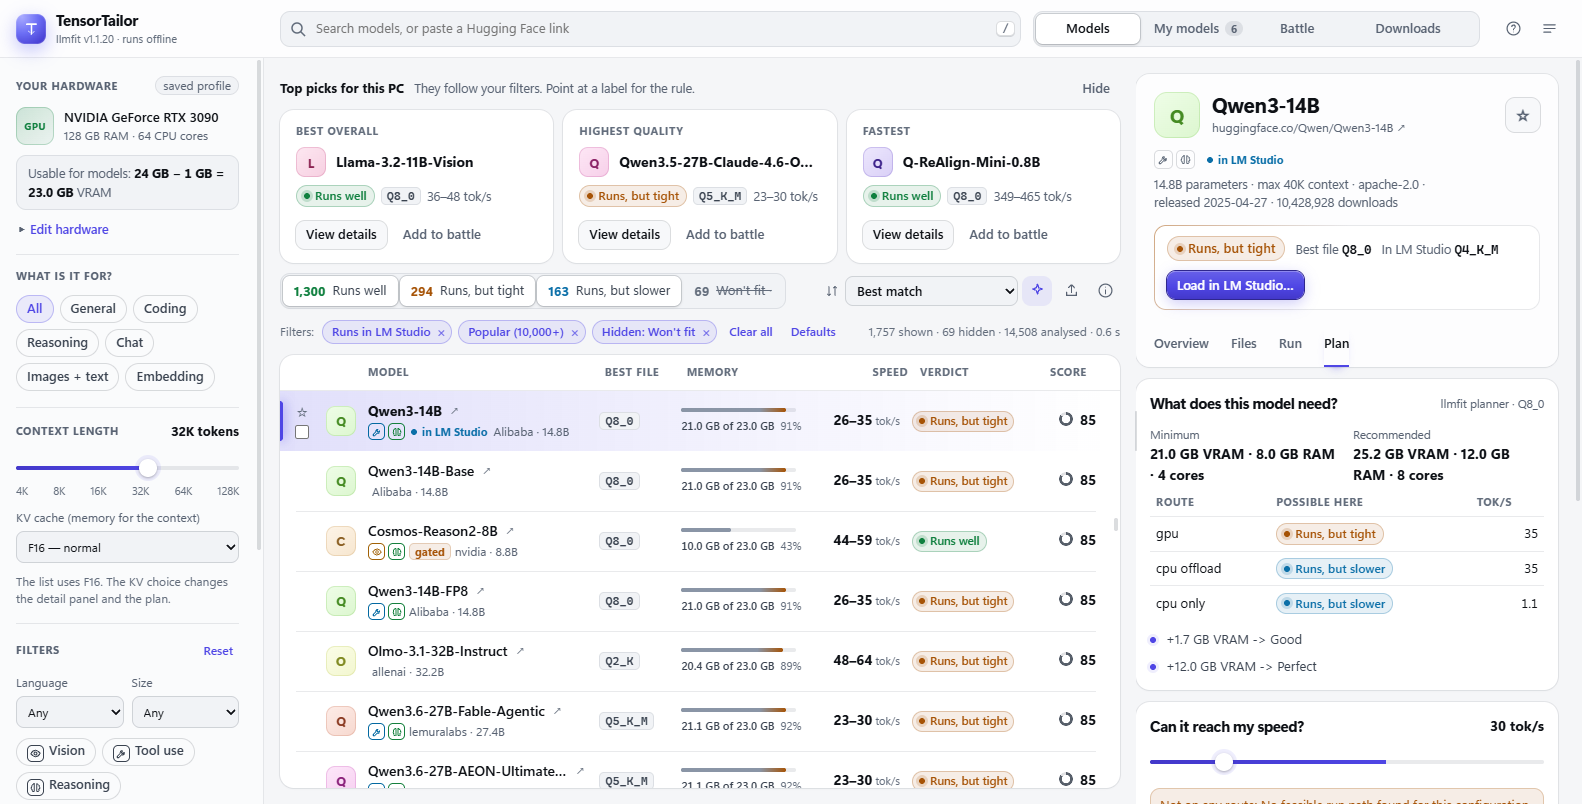 TensorTailor
llmfit v1.1.20 · runs offline
Search models, or paste a Hugging Face link
/
Models
My models 6
Battle
Downloads
YOUR HARDWARE
saved profile
GPU
NVIDIA GeForce RTX 3090
128 GB RAM · 64 CPU cores
Usable for models: 24 GB − 1 GB =
23.0 GB VRAM
Edit hardware
WHAT IS IT FOR?
All
General
Coding
Reasoning
Chat
Images + text
Embedding
CONTEXT LENGTH
32K tokens
4K 8K 16K 32K 64K 128K
KV cache (memory for the context)
F16 — normal
The list uses F16. The KV choice changes
the detail panel and the plan.
FILTERS
Reset
Language
Size
Any
Any
Vision
Tool use
Reasoning
Top picks for this PC They follow your filters. Point at a label for the rule.
Hide
BEST OVERALL
L Llama-3.2-11B-Vision
Runs well Q8_0 36–48 tok/s
View details Add to battle
HIGHEST QUALITY
Q Qwen3.5-27B-Claude-4.6-O...
Runs, but tight Q5_K_M 23–30 tok/s
View details Add to battle
FASTEST
Q Q-ReAlign-Mini-0.8B
Runs well Q8_0 349–465 tok/s
View details Add to battle
1,300 Runs well
294 Runs, but tight
163 Runs, but slower
69 Won't fit
Best match
Filters:
Runs in LM Studio ×
Popular (10,000+) ×
Hidden: Won't fit ×
Clear all
Defaults
1,757 shown · 69 hidden · 14,508 analysed · 0.6 s
MODEL BEST FILE MEMORY SPEED VERDICT SCORE
Q Qwen3-14B ↗
in LM Studio Alibaba · 14.8B
Q8_0 21.0 GB of 23.0 GB 91% 26–35 tok/s Runs, but tight 85
Q Qwen3-14B-Base ↗
Alibaba · 14.8B
Q8_0 21.0 GB of 23.0 GB 91% 26–35 tok/s Runs, but tight 85
C Cosmos-Reason2-8B ↗
gated nvidia · 8.8B
Q8_0 10.0 GB of 23.0 GB 43% 44–59 tok/s Runs well 85
Q Qwen3-14B-FP8 ↗
Alibaba · 14.8B
Q8_0 21.0 GB of 23.0 GB 91% 26–35 tok/s Runs, but tight 85
O Olmo-3.1-32B-Instruct ↗
allenai · 32.2B
Q2_K 20.4 GB of 23.0 GB 89% 48–64 tok/s Runs, but tight 85
Q Qwen3.6-27B-Fable-Agentic ↗
lemuralabs · 27.4B
Q5_K_M 21.1 GB of 23.0 GB 92% 23–30 tok/s Runs, but tight 85
Q Qwen3.6-27B-AEON-Ultimate... ↗
Q5_K_M 21.1 GB of 23.0 GB 92% 23–30 tok/s Runs, but tight 85
Q
Qwen3-14B
huggingface.co/Qwen/Qwen3-14B ↗
in LM Studio
14.8B parameters · max 40K context · apache-2.0 ·
released 2025-04-27 · 10,428,928 downloads
Runs, but tight Best file Q8_0 In LM Studio Q4_K_M
Load in LM Studio...
Overview Files Run Plan
What does this model need?
llmfit planner · Q8_0
Minimum
21.0 GB VRAM · 8.0 GB RAM
· 4 cores
Recommended
25.2 GB VRAM · 12.0 GB
RAM · 8 cores
ROUTE POSSIBLE HERE TOK/S
gpu Runs, but tight 35
cpu offload Runs, but slower 35
cpu only Runs, but slower 1.1
+1.7 GB VRAM -> Good
+12.0 GB VRAM -> Perfect
Can it reach my speed?
30 tok/s